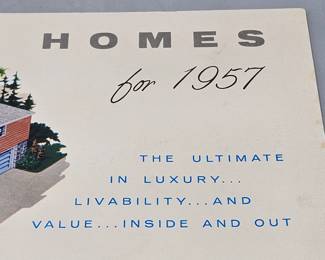 HOMES
for 1957
THE ULTIMATE
IN LUXURY...
LIVABILITY...AND
VALUE...INSIDE AND OUT